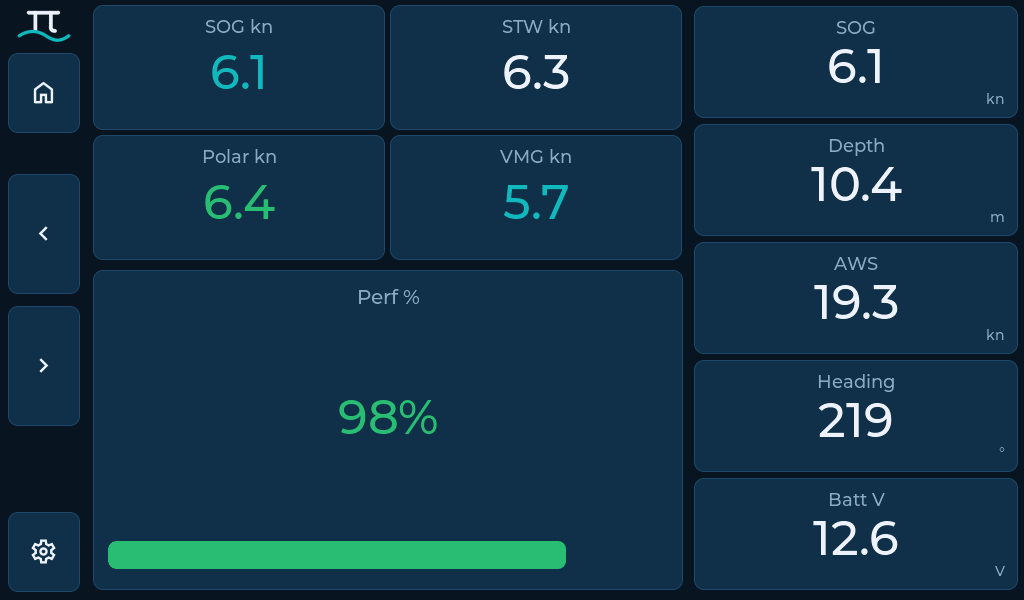 SOG kn
6.1
STW kn
6.3
Polar kn
6.4
VMG kn
5.7
Perf %
98%
SOG
6.1
kn
Depth
10.4
m
AWS
19.3
kn
Heading
219
°
Batt V
12.6
V